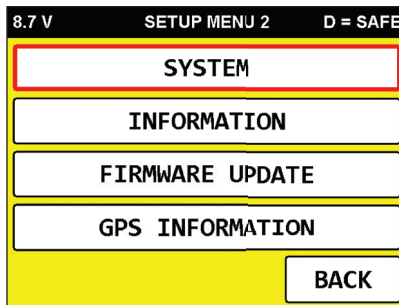 8.7 V SETUP MENU 2 D = SAFE
SYSTEM
INFORMATION
FIRMWARE UPDATE
GPS INFORMATION
BACK